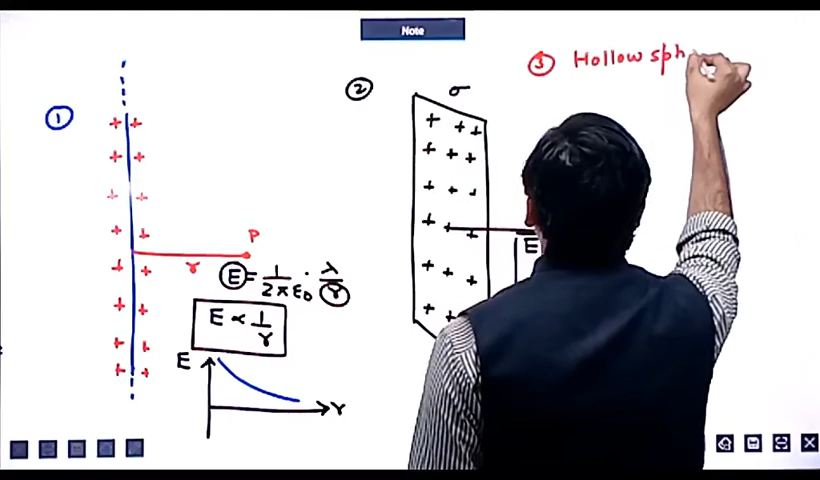 Note
① 
+ +
+ +
+ +
+ +
+ +
+ +
+ +
+ +
P
r
E = 1/2πε₀ · λ/r
E ∝ 1/r
E
r
②
σ
+ + +
+ + +
+ + +
+ + +
+ + +
+ +
E
③ Hollow sph